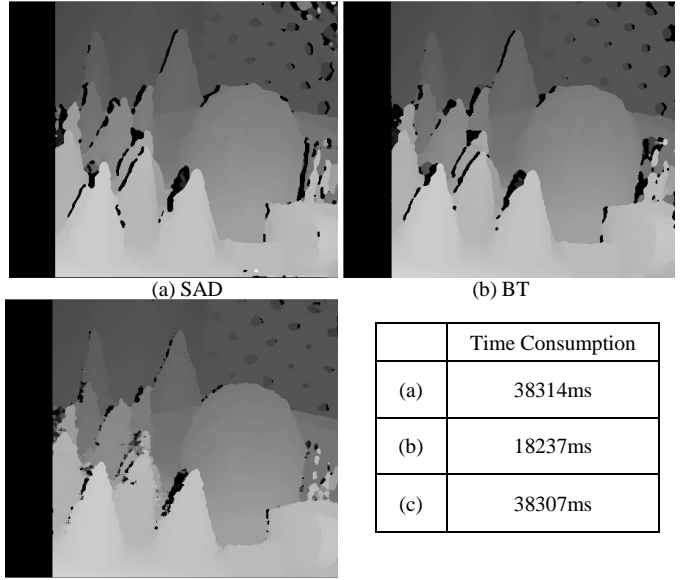 (a) SAD
(b) BT
Time Consumption
(a) 38314ms
(b) 18237ms
(c) 38307ms